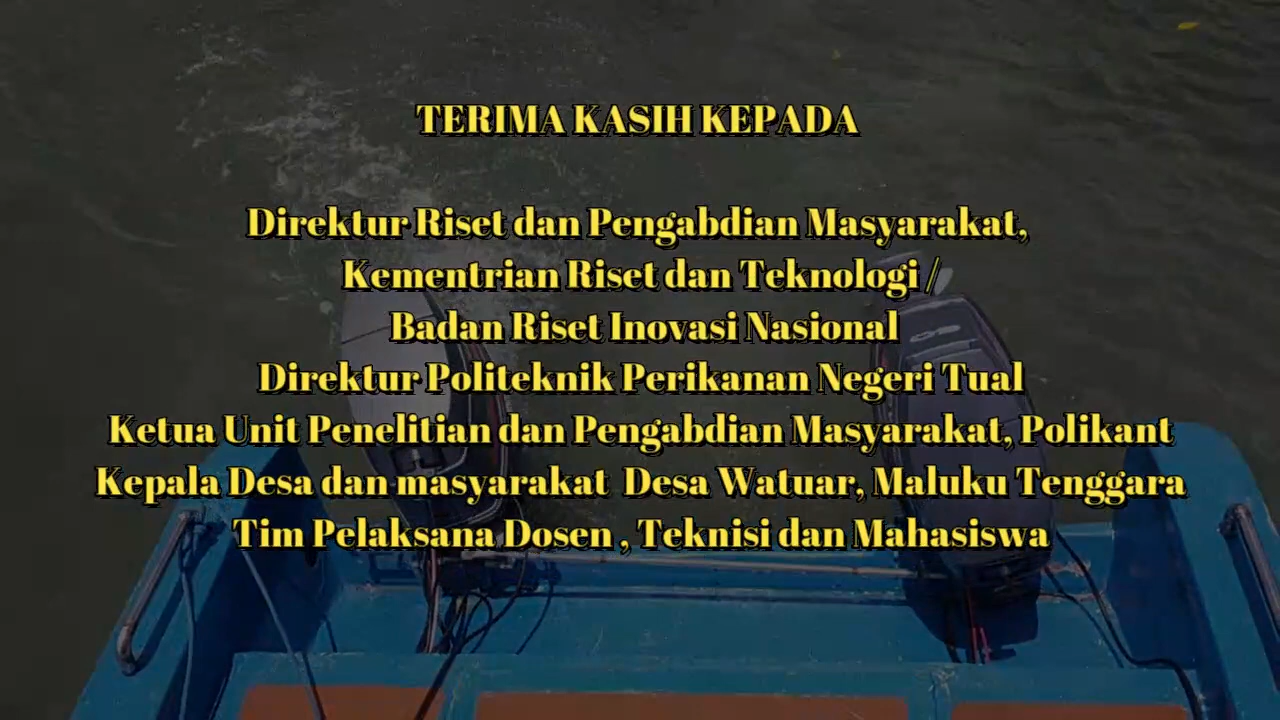 TERIMA KASIH KEPADA
Direktur Riset dan Pengabdian Masyarakat,
Kementrian Riset dan Teknologi /
Badan Riset Inovasi Nasional
Direktur Politeknik Perikanan Negeri Tual
Ketua Unit Penelitian dan Pengabdian Masyarakat, Polikant
Kepala Desa dan masyarakat Desa Watuar, Maluku Tenggara
Tim Pelaksana Dosen , Teknisi dan Mahasiswa